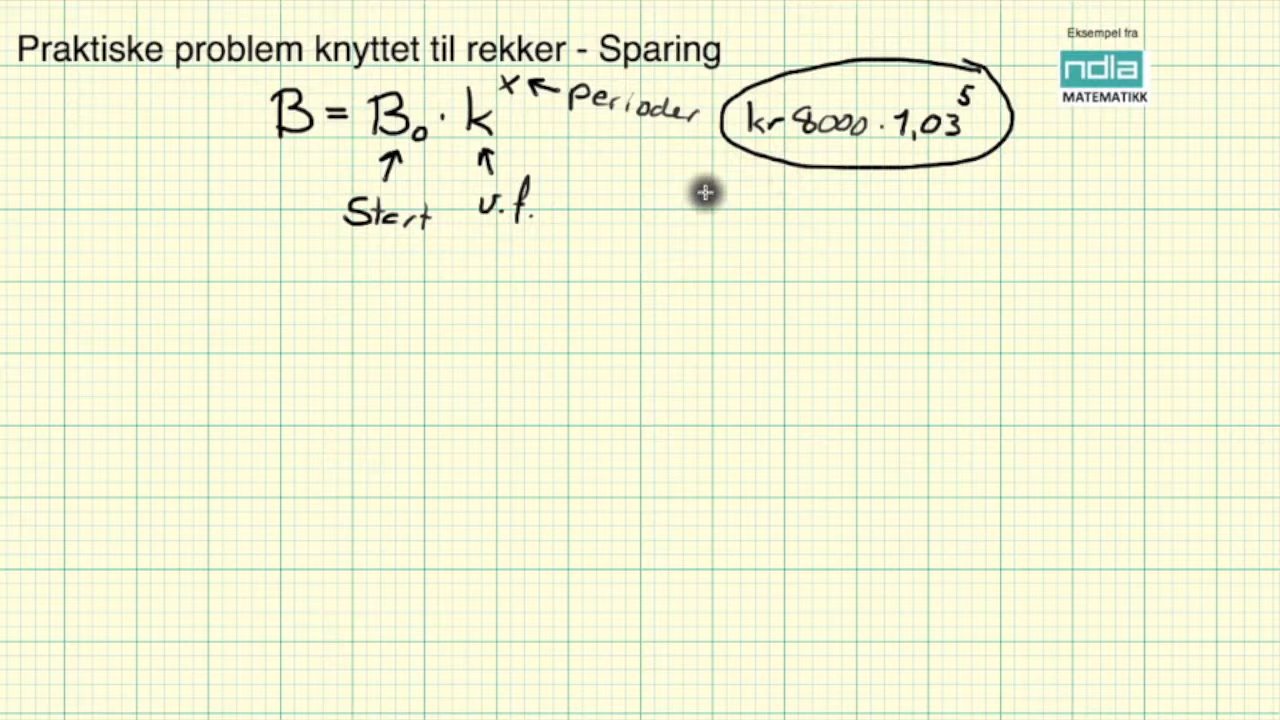 Praktiske problem knyttet til rekker - Sparing
Eksempel fra
ndla
MATEMATIKK
B = B₀ · kˣ ← perioder
kr 8000 · 1,03⁵
Start
v.f.